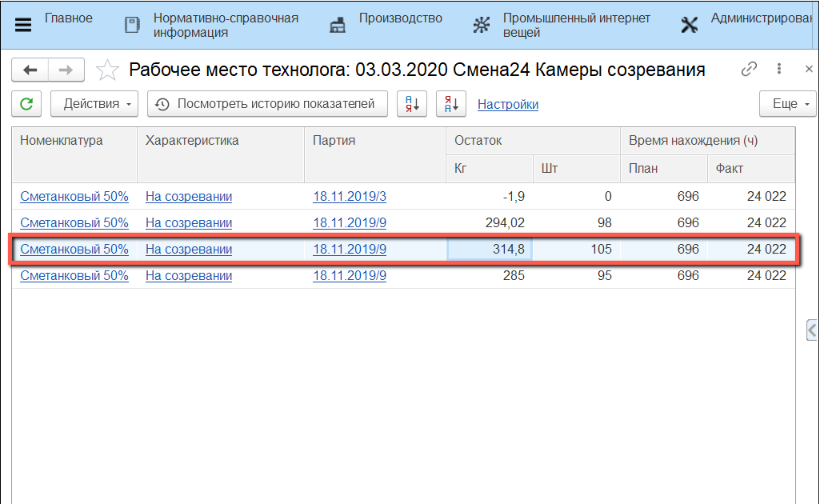 Главное
Нормативно-справочная
информация
Производство
Промышленный интернет
вещей
Администрирован
Рабочее место технолога: 03.03.2020 Смена24 Камеры созревания
Действия
Посмотреть историю показателей
Настройки
Еще
Номенклатура Характеристика Партия Остаток Время нахождения (ч)
Кг Шт План Факт
Сметанковый 50% На созревании 18.11.2019/3 -1,9 0 696 24 022
Сметанковый 50% На созревании 18.11.2019/9 294,02 98 696 24 022
Сметанковый 50% На созревании 18.11.2019/9 314,8 105 696 24 022
Сметанковый 50% На созревании 18.11.2019/9 285 95 696 24 022